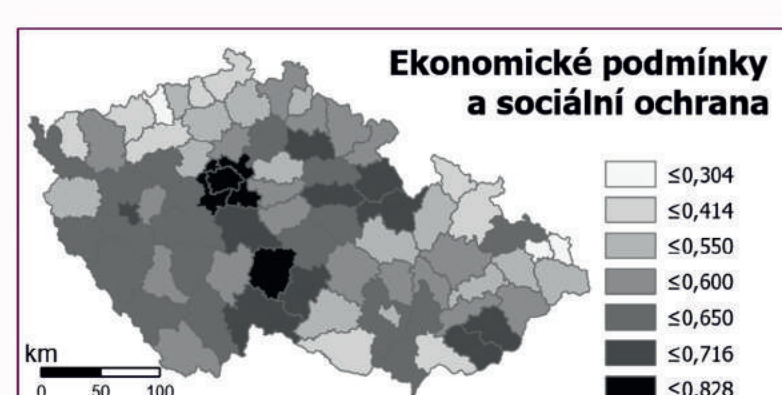 Ekonomické podmínky
a sociální ochrana
≤0,304
≤0,414
≤0,550
≤0,600
≤0,650
≤0,716
≤0,828
km
0 50 100